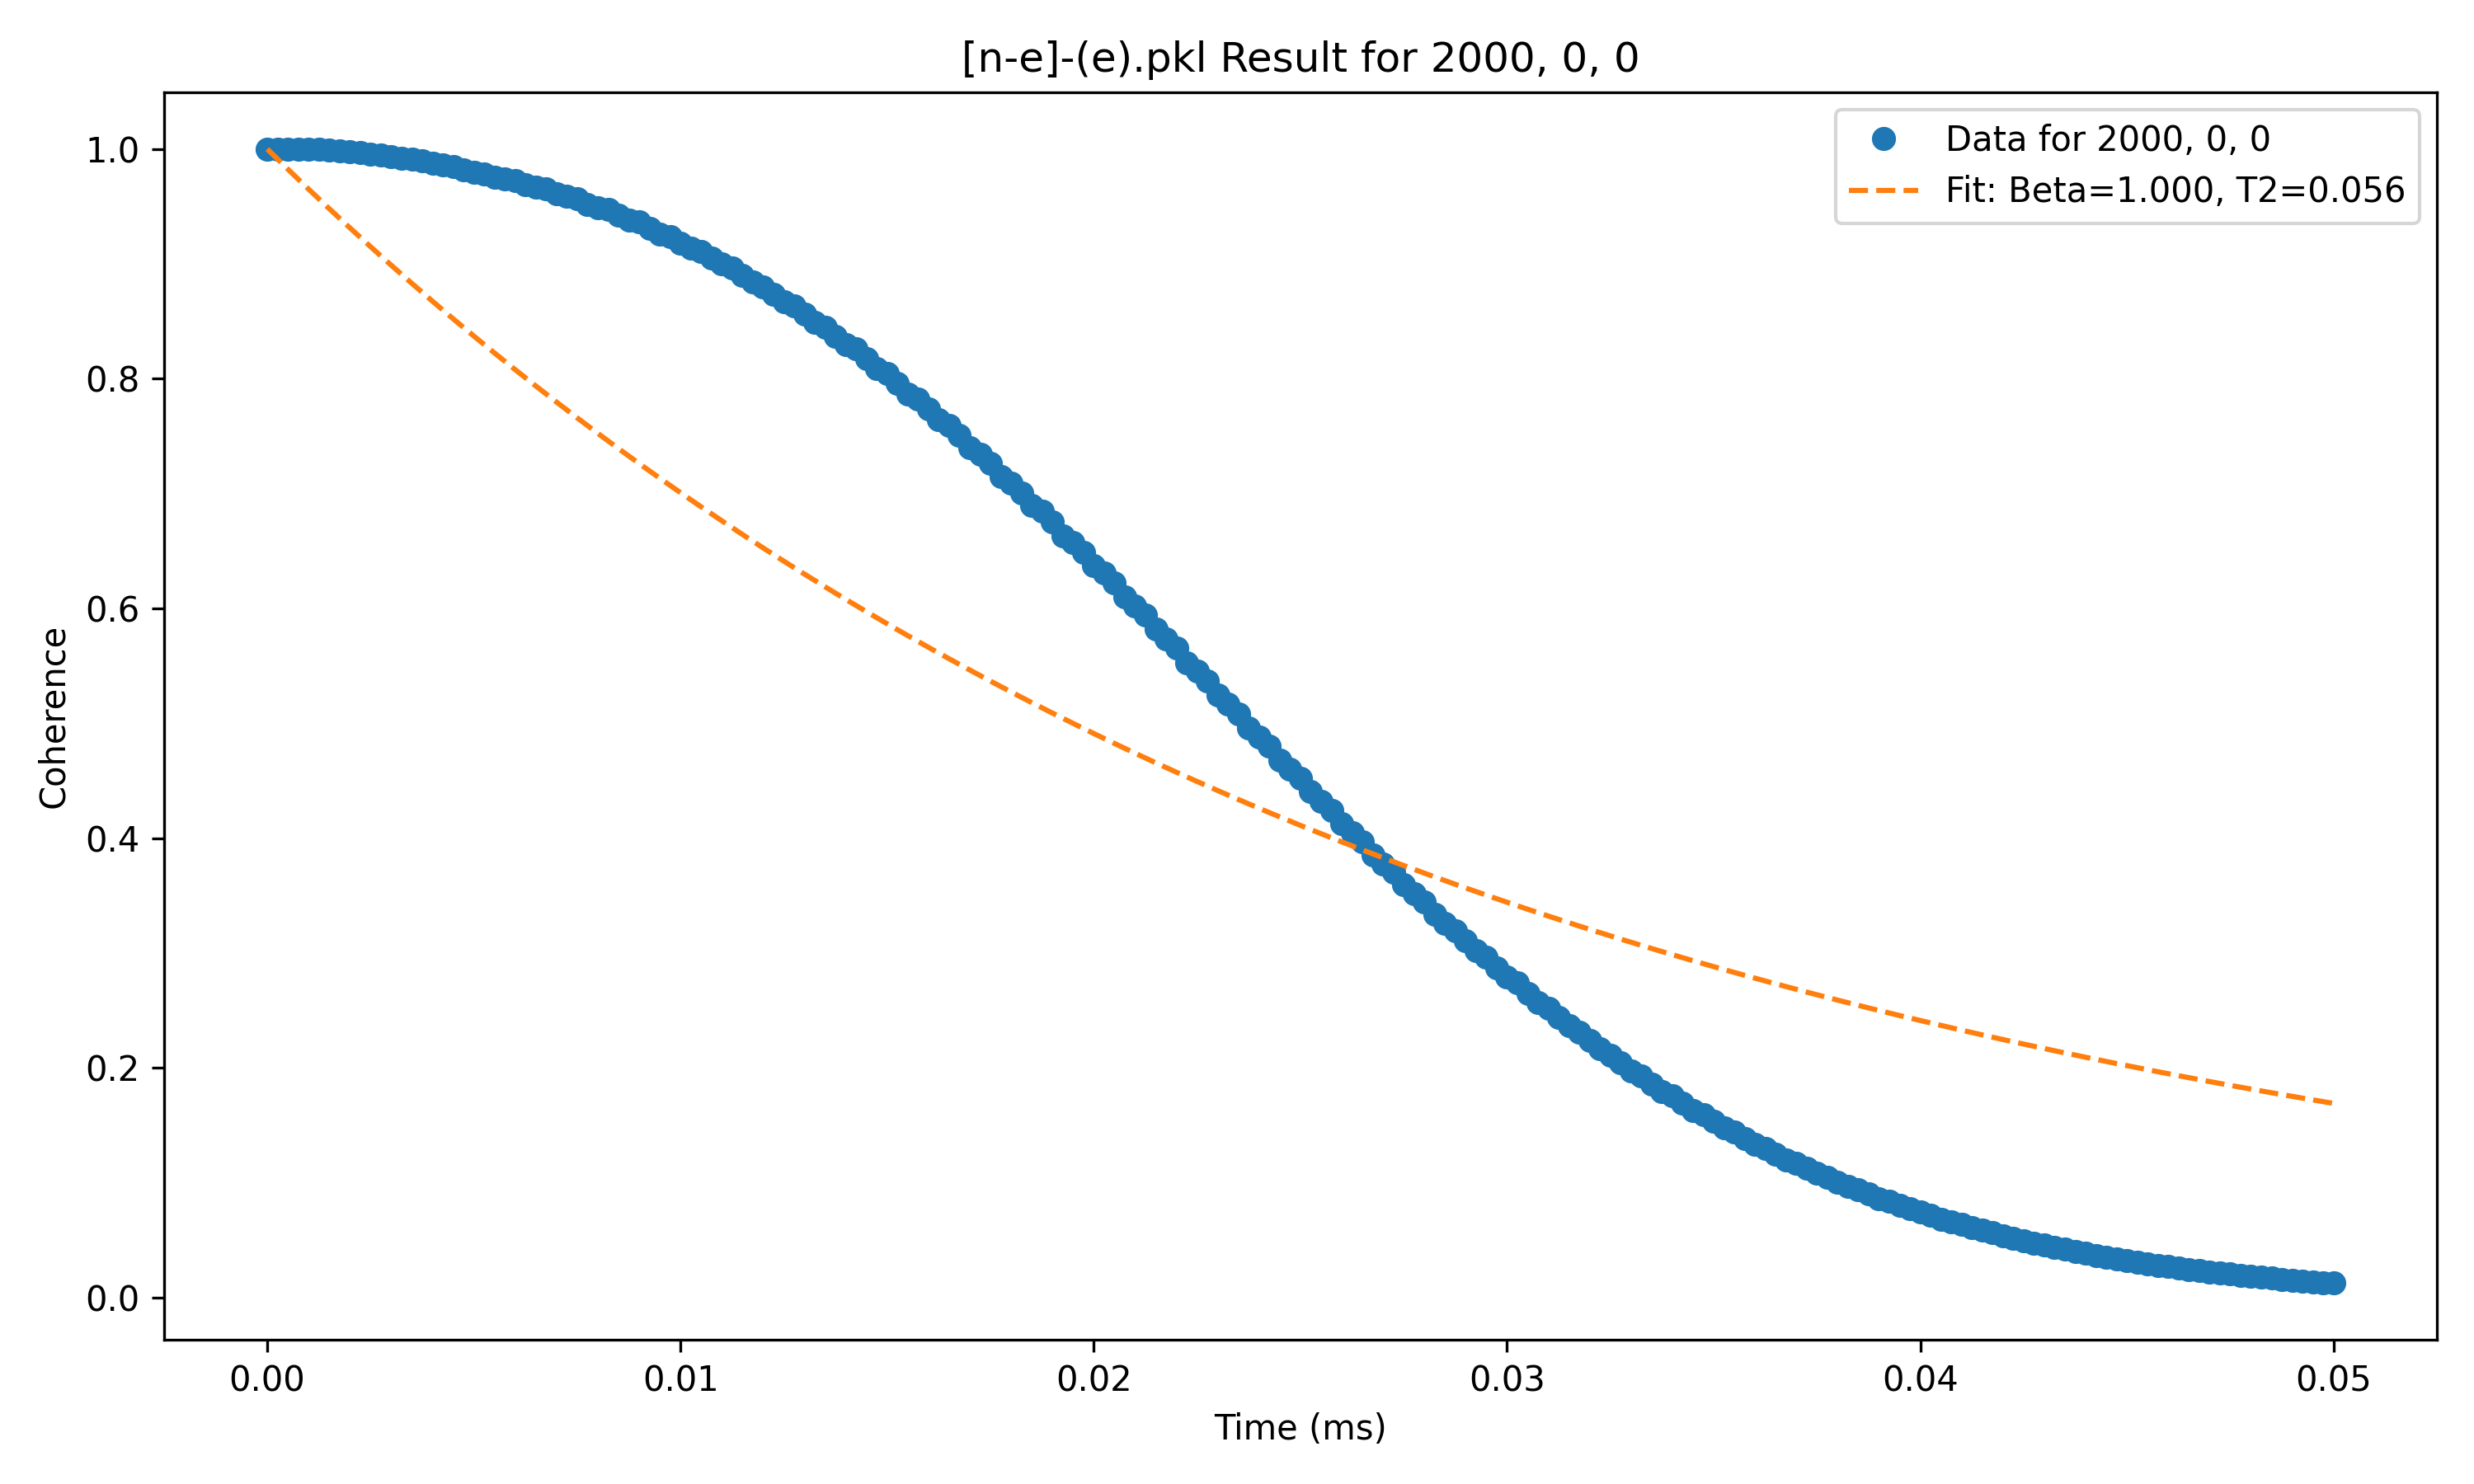 [n-e]-(e).pkl Result for 2000, 0, 0
Data for 2000, 0, 0
Fit: Beta=1.000, T2=0.056
Coherence
1.0
0.8
0.6
0.4
0.2
0.0
0.00
0.01
0.02
0.03
0.04
0.05
Time (ms)